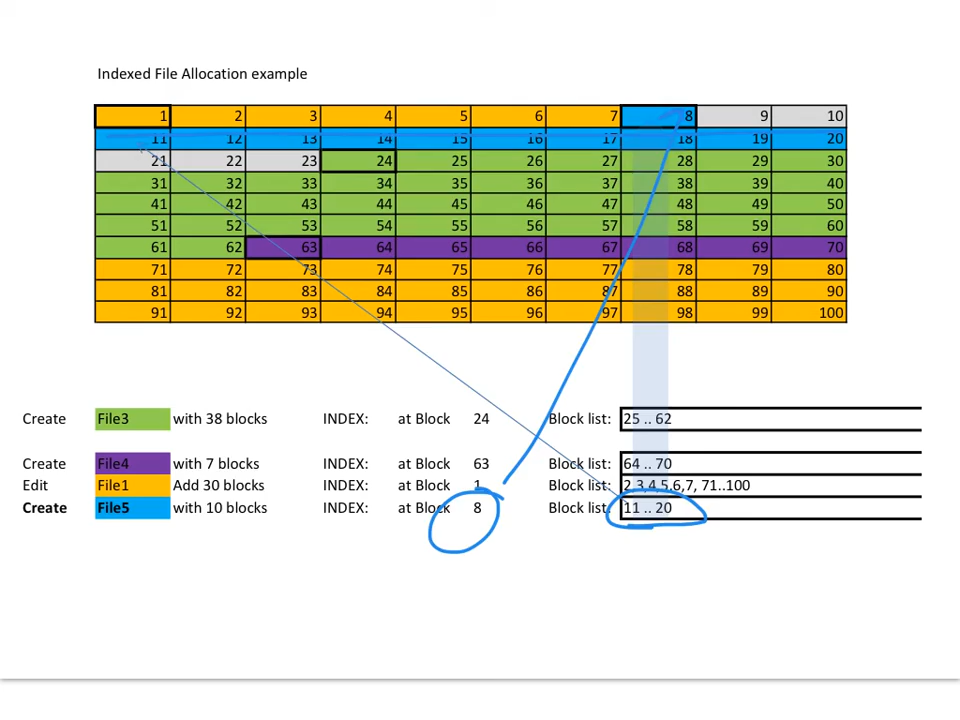 Indexed File Allocation example
1 2 3 4 5 6 7 8 9 10
11 12 13 14 15 16 17 18 19 20
21 22 23 24 25 26 27 28 29 30
31 32 33 34 35 36 37 38 39 40
41 42 43 44 45 46 47 48 49 50
51 52 53 54 55 56 57 58 59 60
61 62 63 64 65 66 67 68 69 70
71 72 73 74 75 76 77 78 79 80
81 82 83 84 85 86 87 88 89 90
91 92 93 94 95 96 97 98 99 100
Create File3 with 38 blocks INDEX: at Block 24 Block list: 25 .. 62
Create File4 with 7 blocks INDEX: at Block 63 Block list: 64 .. 70
Edit File1 Add 30 blocks INDEX: at Block 1 Block list: 2,3,4,5,6,7, 71..100
Create File5 with 10 blocks INDEX: at Block 8 Block list: 11 .. 20